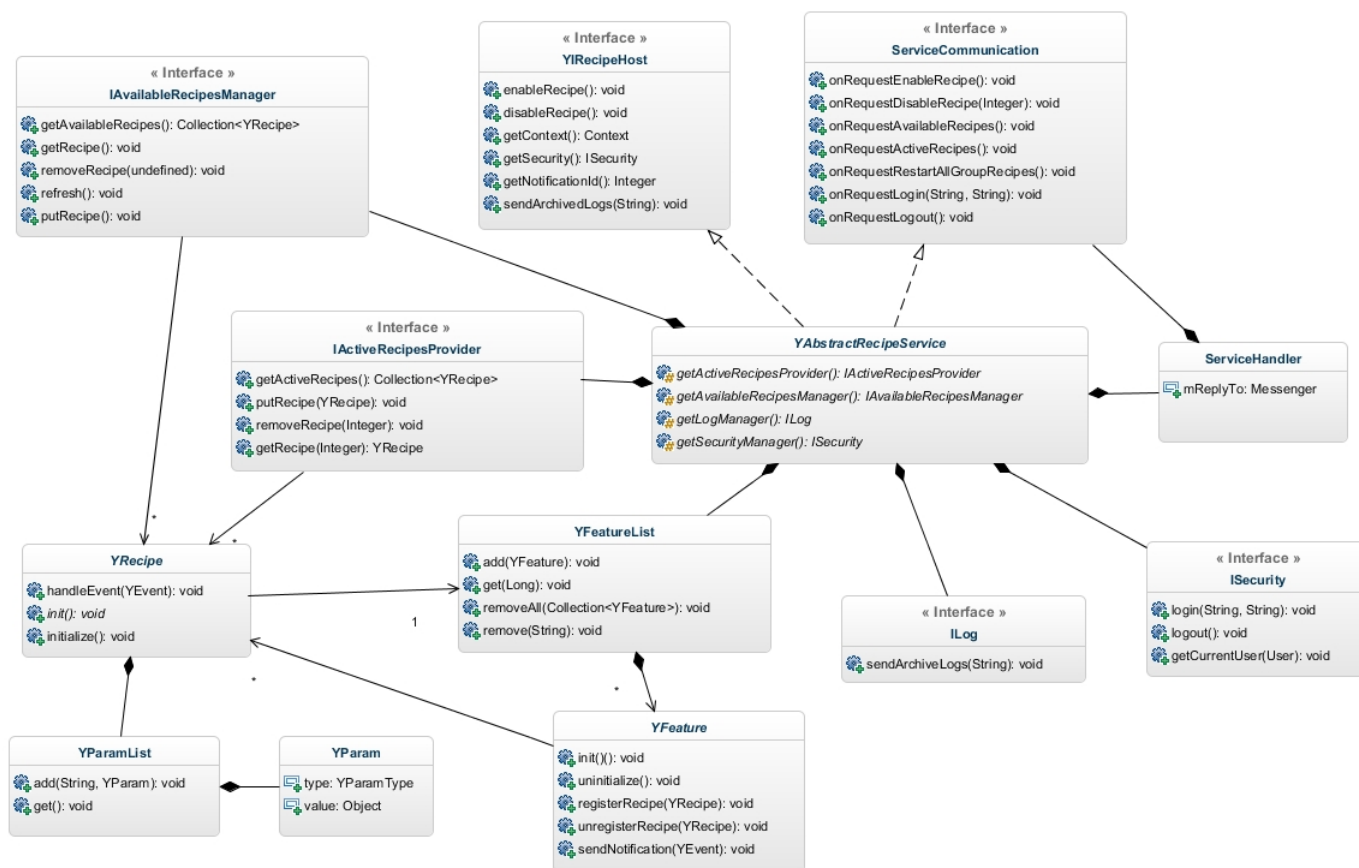 « Interface »
IAvailableRecipesManager
getAvailableRecipes(): Collection<YRecipe>
getRecipe(): void
removeRecipe(undefined): void
refresh(): void
putRecipe(): void
« Interface »
YIRecipeHost
enableRecipe(): void
disableRecipe(): void
getContext(): Context
getSecurity(): ISecurity
getNotificationId(): Integer
sendArchivedLogs(String): void
« Interface »
ServiceCommunication
onRequestEnableRecipe(): void
onRequestDisableRecipe(Integer): void
onRequestAvailableRecipes(): void
onRequestActiveRecipes(): void
onRequestRestartAllGroupRecipes(): void
onRequestLogin(String, String): void
onRequestLogout(): void
« Interface »
IActiveRecipesProvider
getActiveRecipes(): Collection<YRecipe>
putRecipe(YRecipe): void
removeRecipe(Integer): void
getRecipe(Integer): YRecipe
YAbstractRecipeService
getActiveRecipesProvider(): IActiveRecipesProvider
getAvailableRecipesManager(): IAvailableRecipesManager
getLogManager(): ILog
getSecurityManager(): ISecurity
ServiceHandler
mReplyTo: Messenger
*
*
YRecipe
handleEvent(YEvent): void
init(): void
initialize(): void
1
*
YFeatureList
add(YFeature): void
get(Long): void
removeAll(Collection<YFeature>): void
remove(String): void
*
« Interface »
ILog
sendArchiveLogs(String): void
« Interface »
ISecurity
login(String, String): void
logout(): void
getCurrentUser(User): void
YParamList
add(String, YParam): void
get(): void
YParam
type: YParamType
value: Object
YFeature
init()(): void
uninitialize(): void
registerRecipe(YRecipe): void
unregisterRecipe(YRecipe): void
sendNotification(YEvent): void